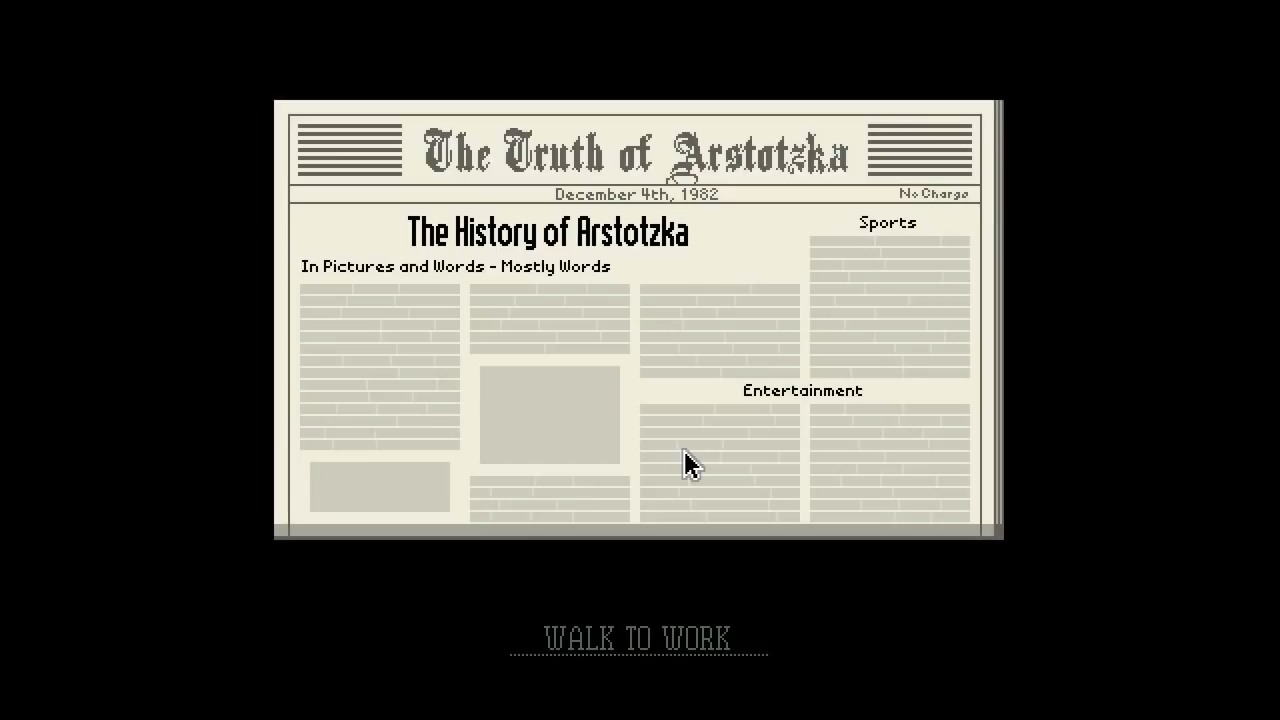 The Truth of Arstotzka
December 4th, 1982
No Charge
The History of Arstotzka
In Pictures and Words - Mostly Words
Sports
Entertainment
WALK TO WORK